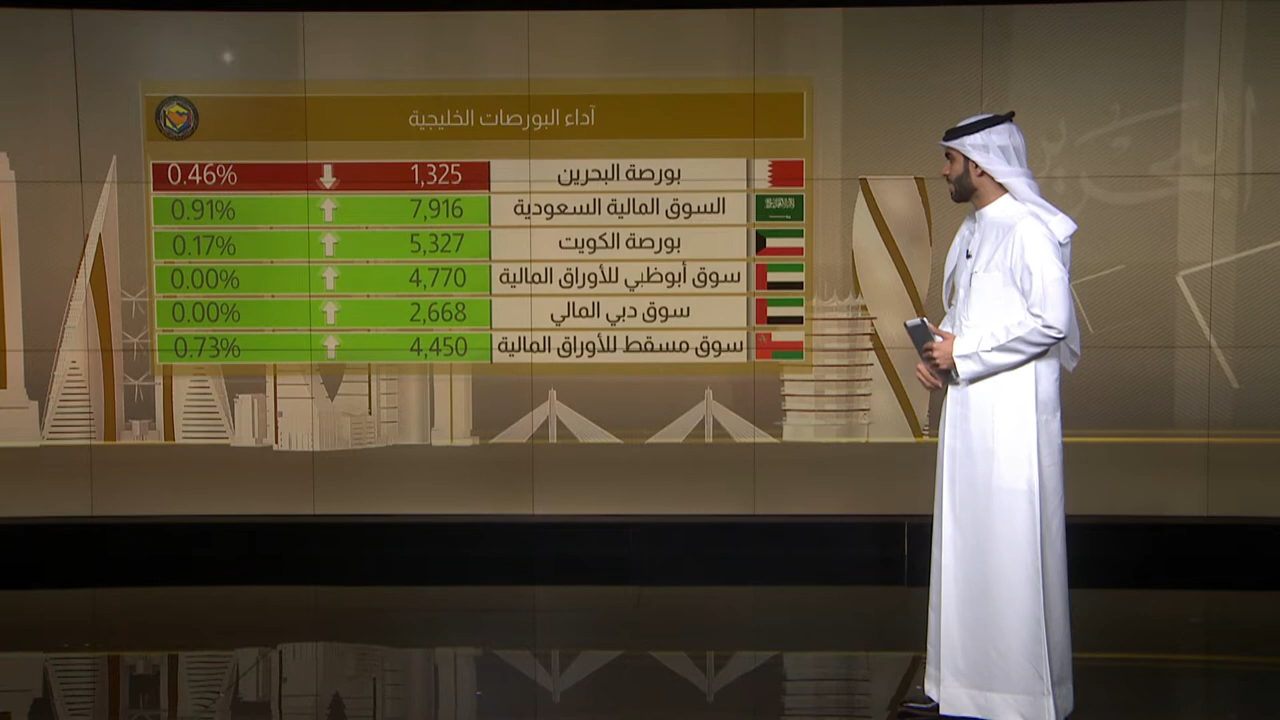 آداء البورصات الخليجية
بورصة البحرين 1,325 0.46%
السوق المالية السعودية 7,916 0.91%
بورصة الكويت 5,327 0.17%
سوق أبوظبي للأوراق المالية 4,770 0.00%
سوق دبي المالي 2,668 0.00%
سوق مسقط للأوراق المالية 4,450 0.73%
البحرين